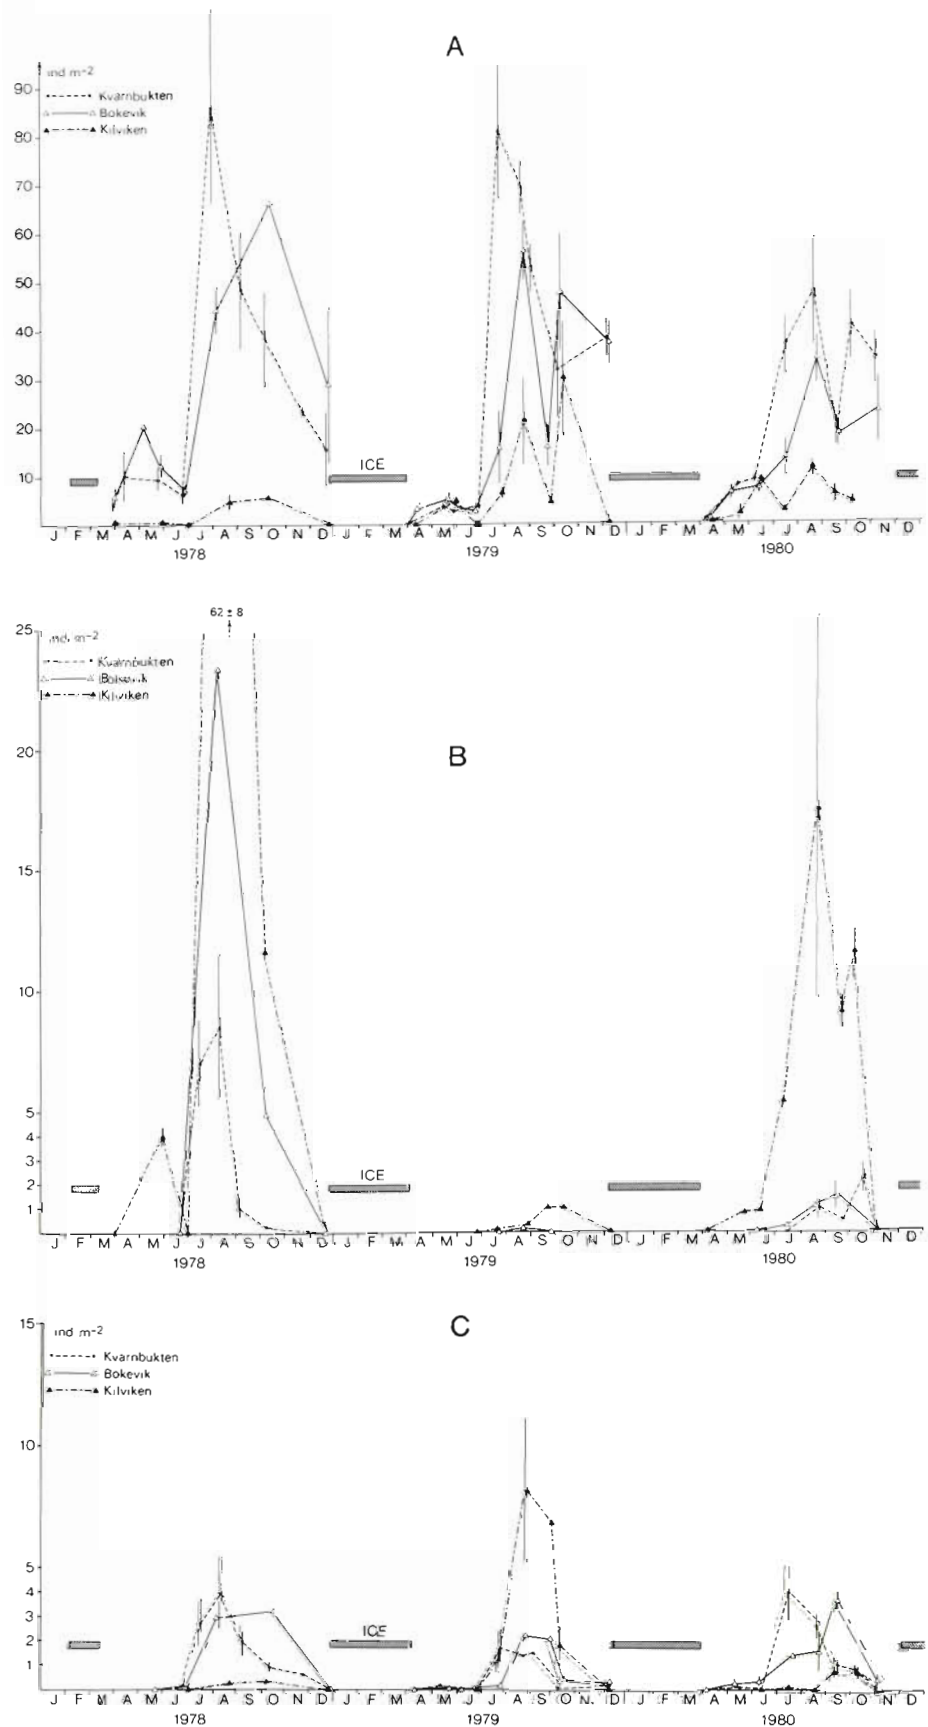 A
ind m-2
90
Kvarnbukten
Bokevik
Kilviken
80
70
60
50
40
30
20
10
ICE
J F M A M J J A S O N D J F M A M J J A S O N D J F M A M J J A S O N D
1978 1979 1980
62 ± 8
25
ind. m-2
Kvarnbukten
Bokevik
Kilviken
B
20
15
10
5
4
3
2
1
ICE
J F M A M J J A S O N D J F M A M J J A S O N D J F M A M J J A S O N D
1978 1979 1980
C
15
ind m-2
Kvarnbukten
Bokevik
Kilviken
10
5
4
3
2
1
ICE
J F M A M J J A S O N D J F M A M J J A S O N D J F M A M J J A S O N D
1978 1979 1980